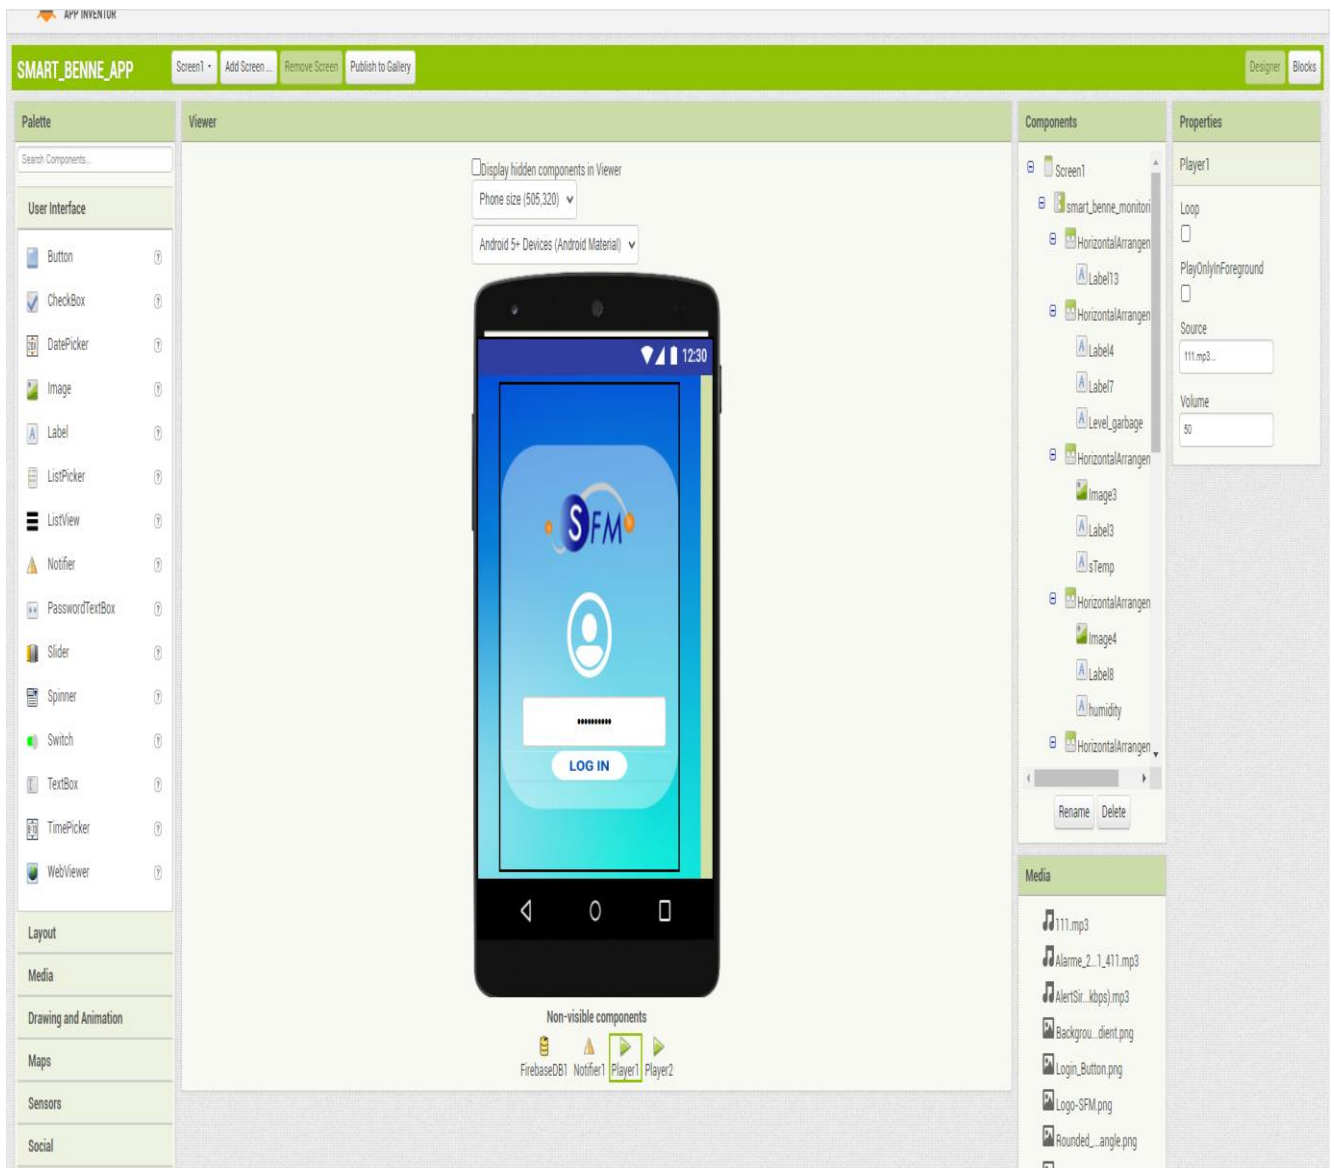 APP INVENTOR
SMART_BENNE_APP
Screen1
Add Screen ...
Remove Screen
Publish to Gallery
Designer
Blocks
Palette
Search Components...
User Interface
Button
CheckBox
DatePicker
Image
Label
ListPicker
ListView
Notifier
PasswordTextBox
Slider
Spinner
Switch
TextBox
TimePicker
WebViewer
Layout
Media
Drawing and Animation
Maps
Sensors
Social
Viewer
Display hidden components in Viewer
Phone size (505,320)
Android 5+ Devices (Android Material)
12:30
SFM
••••••••••
LOG IN
Non-visible components
FirebaseDB1 Notifier1 Player1 Player2
Components
Screen1
smart_benne_monitori
HorizontalArrangen
Label13
HorizontalArrangen
Label4
Label7
Level_garbage
HorizontalArrangen
Image3
Label3
sTemp
HorizontalArrangen
Image4
Label8
humidity
HorizontalArrangen
Rename Delete
Media
111.mp3
Alarme_2...1_411.mp3
AlertSir...kbps).mp3
Backgrou...dient.png
Login_Button.png
Logo-SFM.png
Rounded_...angle.png
Properties
Player1
Loop
PlayOnlyInForeground
Source
111.mp3...
Volume
50